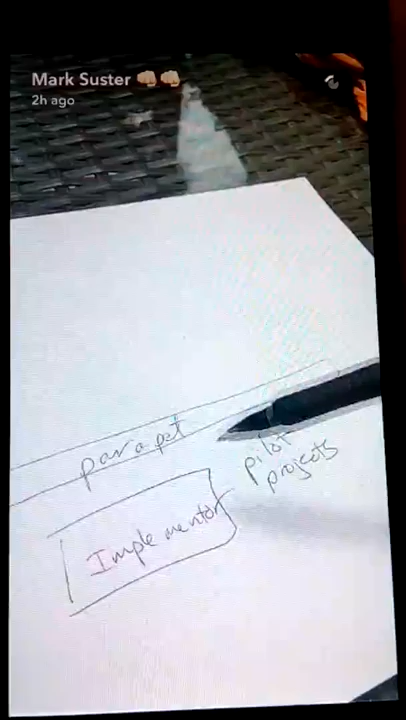 Mark Suster 👊🏼👊🏼
2h ago
parapet
pilot
projects
Implementor